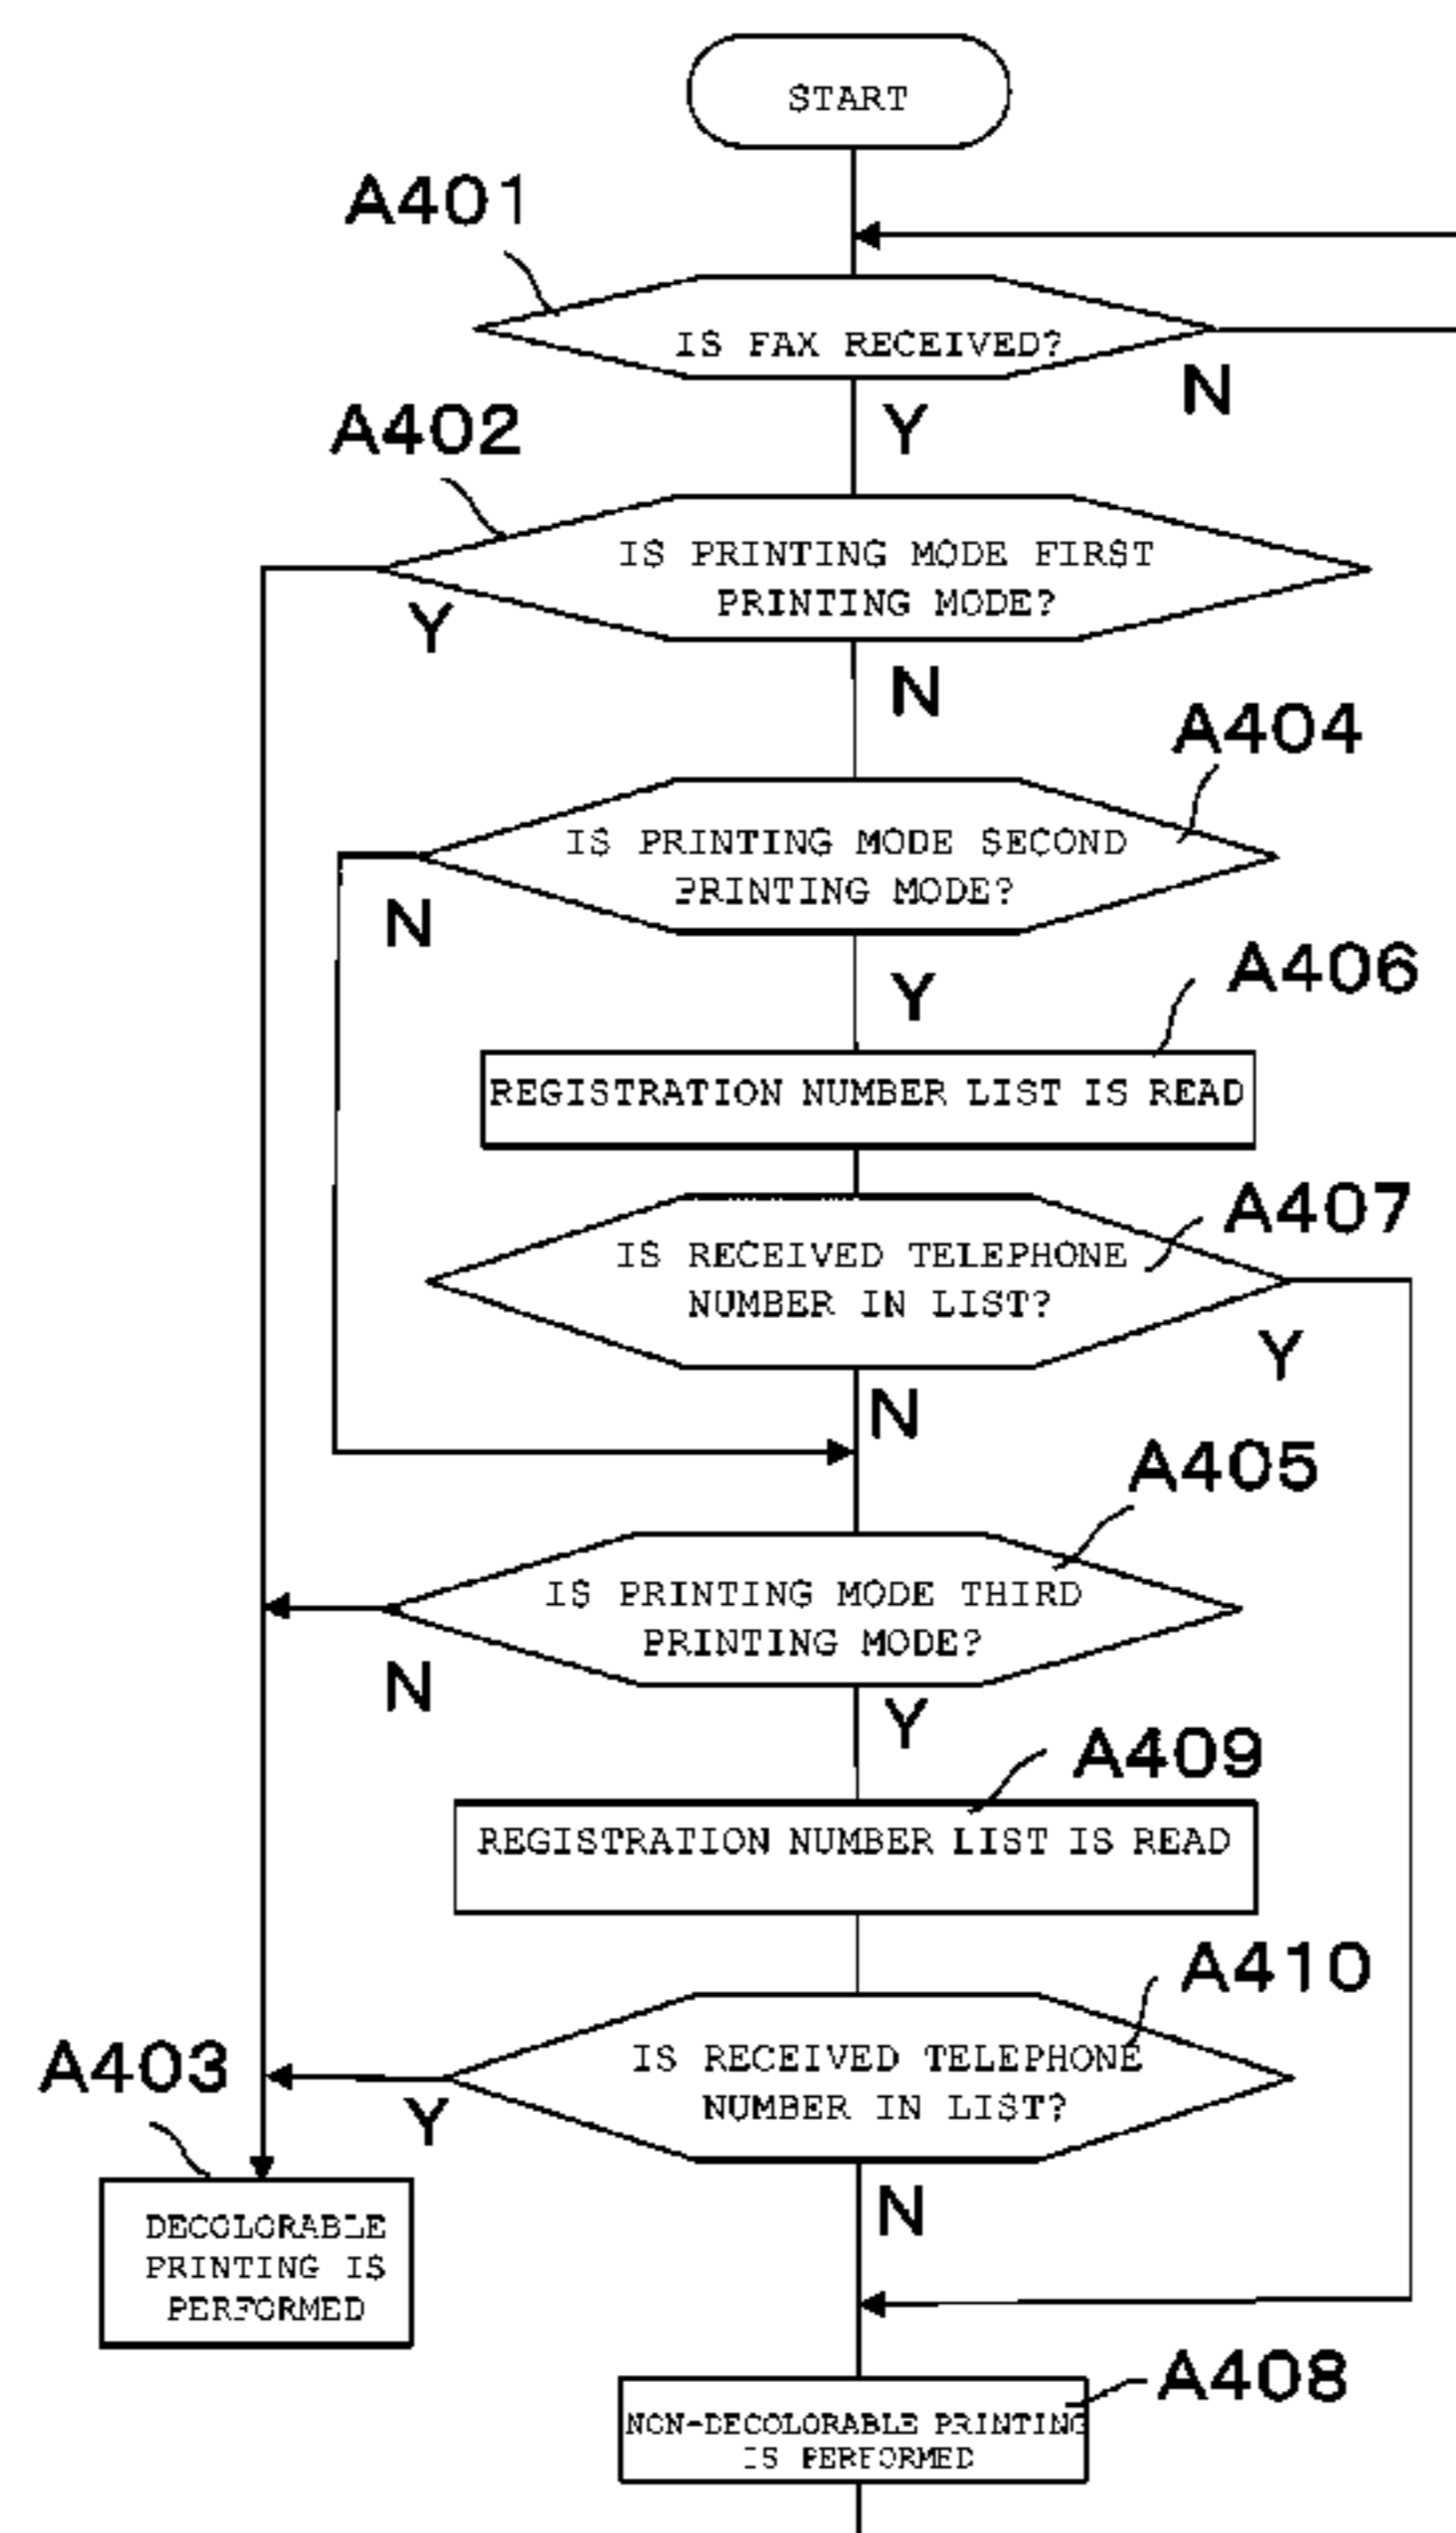 START
A401
IS FAX RECEIVED?
N
Y
A402
IS PRINTING MODE FIRST
PRINTING MODE?
Y
N
A404
IS PRINTING MODE SECOND
PRINTING MODE?
N
Y
A406
REGISTRATION NUMBER LIST IS READ
A407
IS RECEIVED TELEPHONE
NUMBER IN LIST?
Y
N
A405
IS PRINTING MODE THIRD
PRINTING MODE?
N
Y
A409
REGISTRATION NUMBER LIST IS READ
A410
IS RECEIVED TELEPHONE
NUMBER IN LIST?
A403
Y
N
DECOLORABLE
PRINTING IS
PERFORMED
A408
NON-DECOLORABLE PRINTING
IS PERFORMED